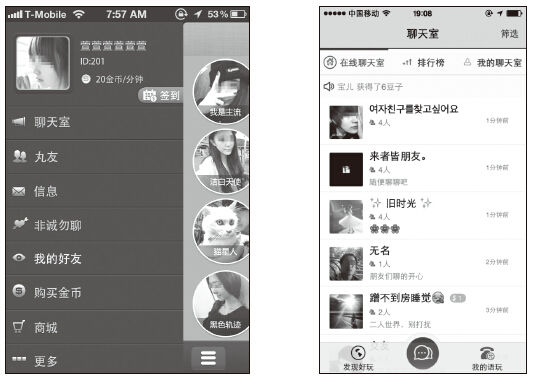 T-Mobile 7:57 AM 53%
萱萱萱萱萱萱
ID:201
20金币/分钟
签到
聊天室
丸友
信息
非诚勿聊
我的好友
购买金币
商城
更多
我是主流
洁白天使
猫星人
黑色轨迹
中国移动 19:08
聊天室 筛选
在线聊天室 排行榜 我的聊天室
宝儿 获得了6豆子
여자친구를찾고싶어요
4人 1分钟前
来者皆朋友。
4人 1分钟前
随便聊聊吧
旧时光
4人 1分钟前
无名
1人 2分钟前
朋友们聊的开心
蹭不到房睡觉
2人 3分钟前
二人世界，别打扰
发现好玩 我的语玩